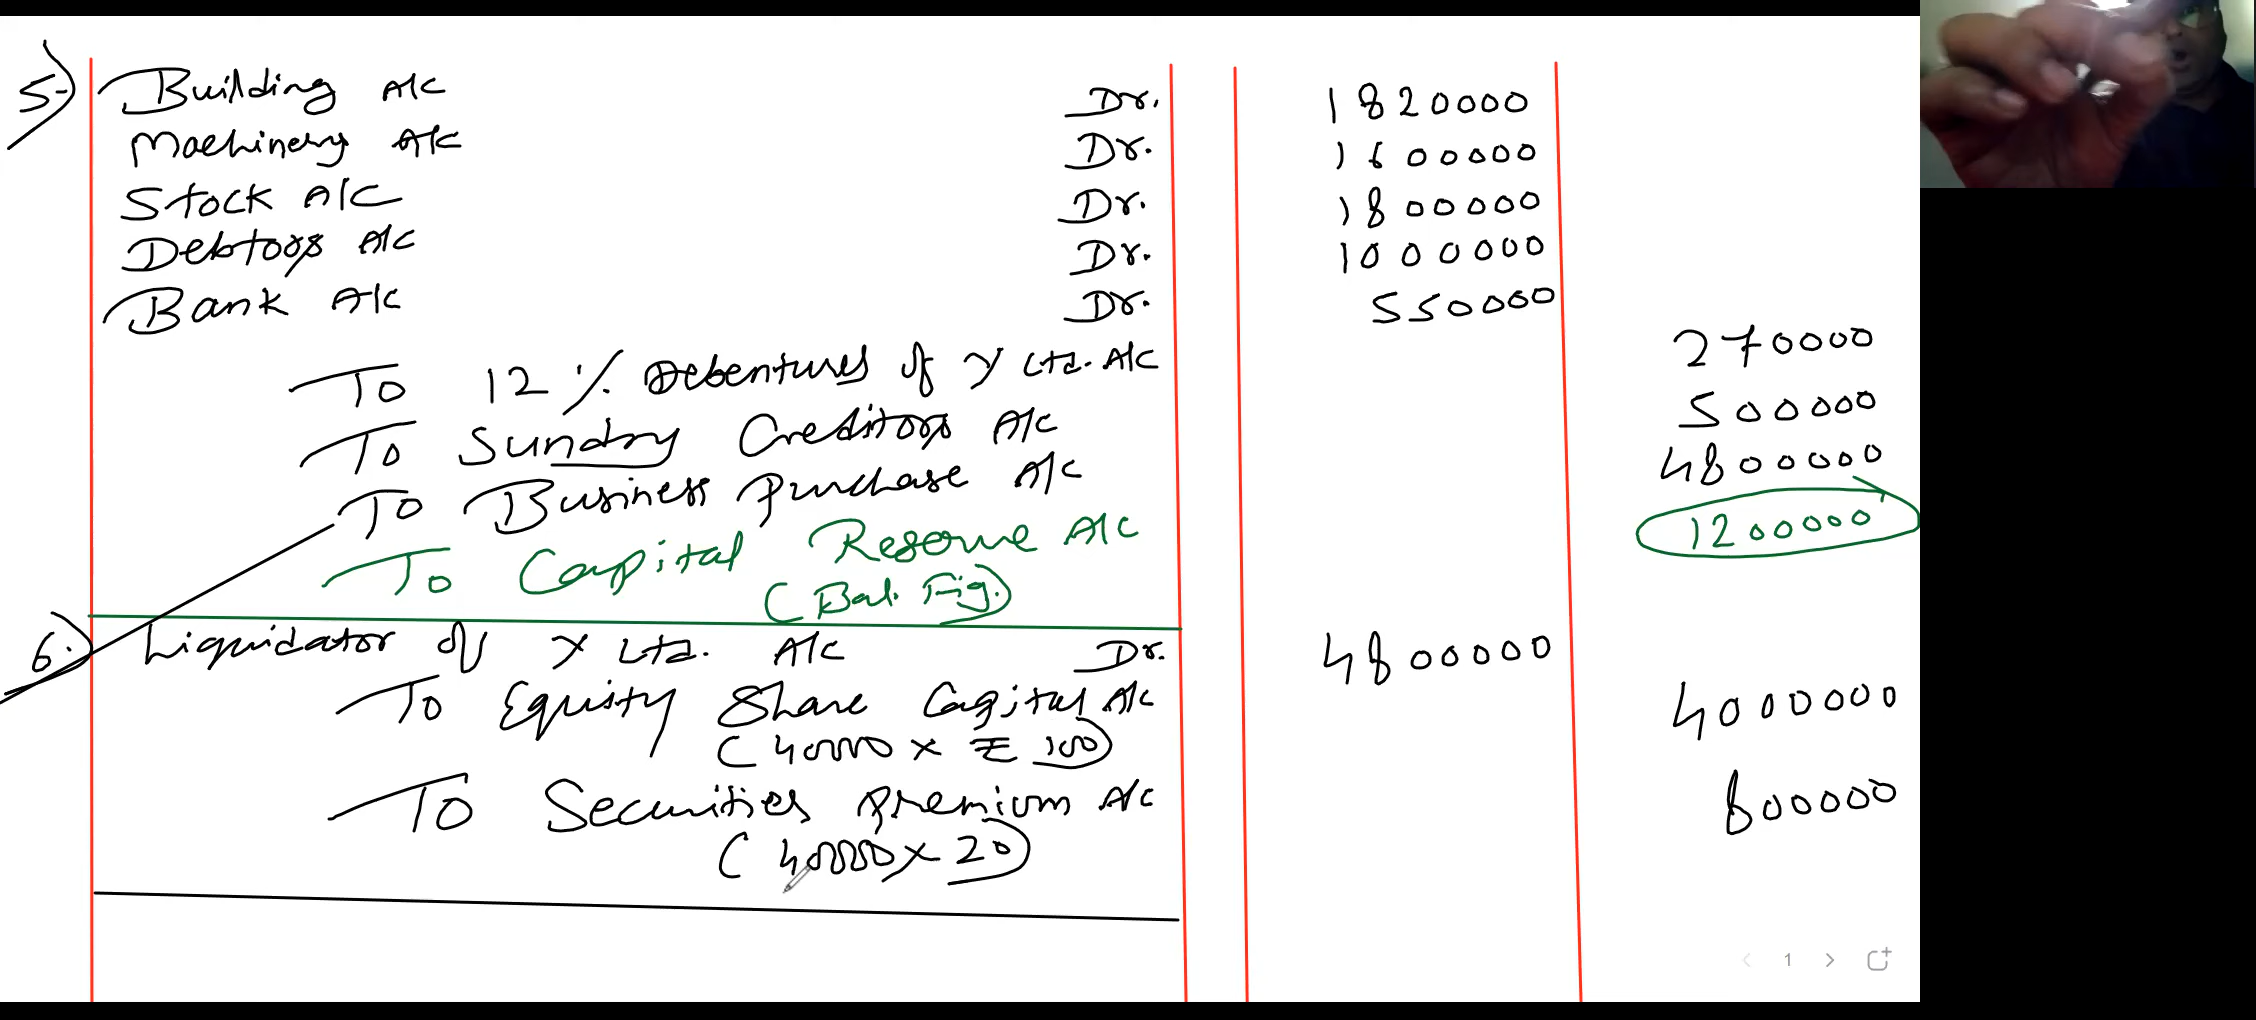 5) Building A/c Dr. 1820000
Machinery A/c Dr. 1600000
Stock A/C Dr. 1800000
Debtors A/c Dr. 1000000
Bank A/c Dr. 550000
To 12 % Debentures of Y Ltd. A/c 270000
To Sundry Creditors A/c 500000
To Business Purchase A/c 4800000
To Capital Reserve A/c 1200000
(Bal. Fig.)
6.) Liquidator of Y Ltd. A/c Dr. 4800000
To Equity Share Capital A/c 4000000
(40000 x ₹ 100)
To Securities Premium A/c 800000
(40000 x 20)
1